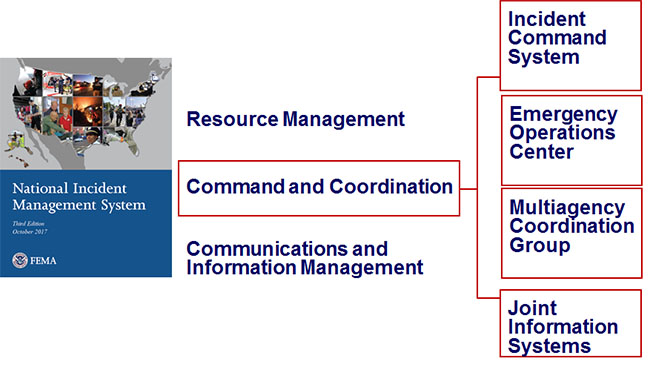 National Incident
Management System
Third Edition
October 2017
FEMA
Resource Management
Command and Coordination
Communications and
Information Management
Incident
Command
System
Emergency
Operations
Center
Multiagency
Coordination
Group
Joint
Information
Systems